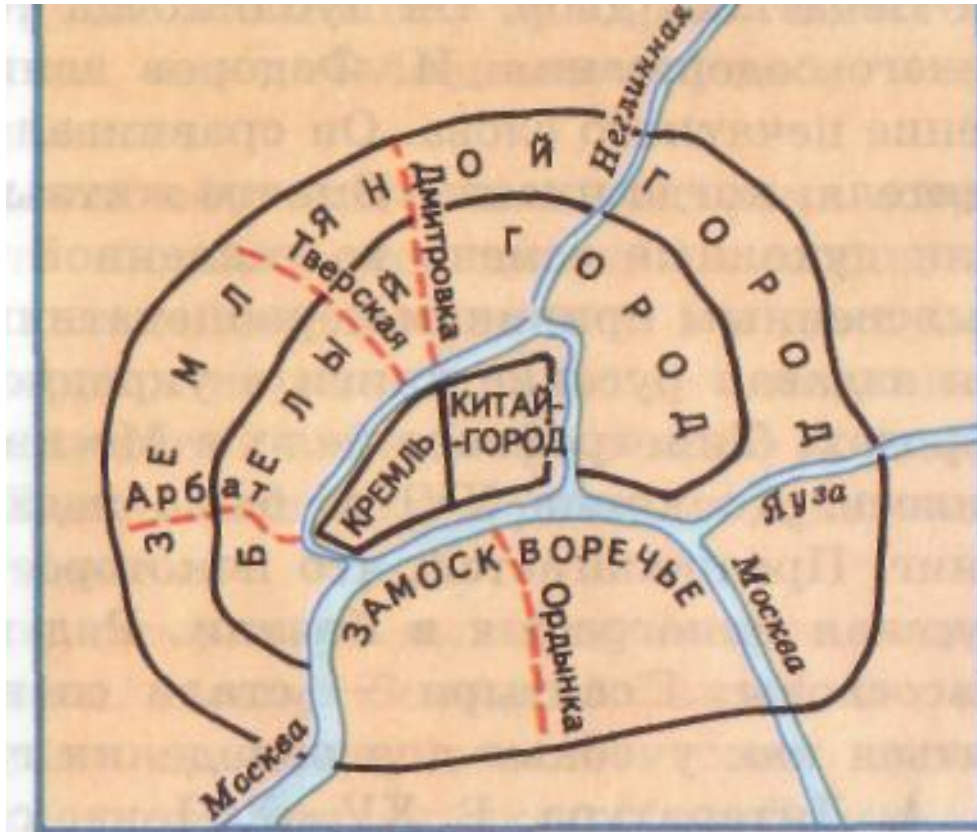 Неглинная
ЗЕМЛЯНОЙ ГОРОД
Дмитровка
Тверская
БЕЛЫЙ ГОРОД
КИТАЙ-
-ГОРОД
КРЕМЛЬ
Арбат
Яуза
ЗАМОСКВОРЕЧЬЕ
Ордынка
Москва
Москва